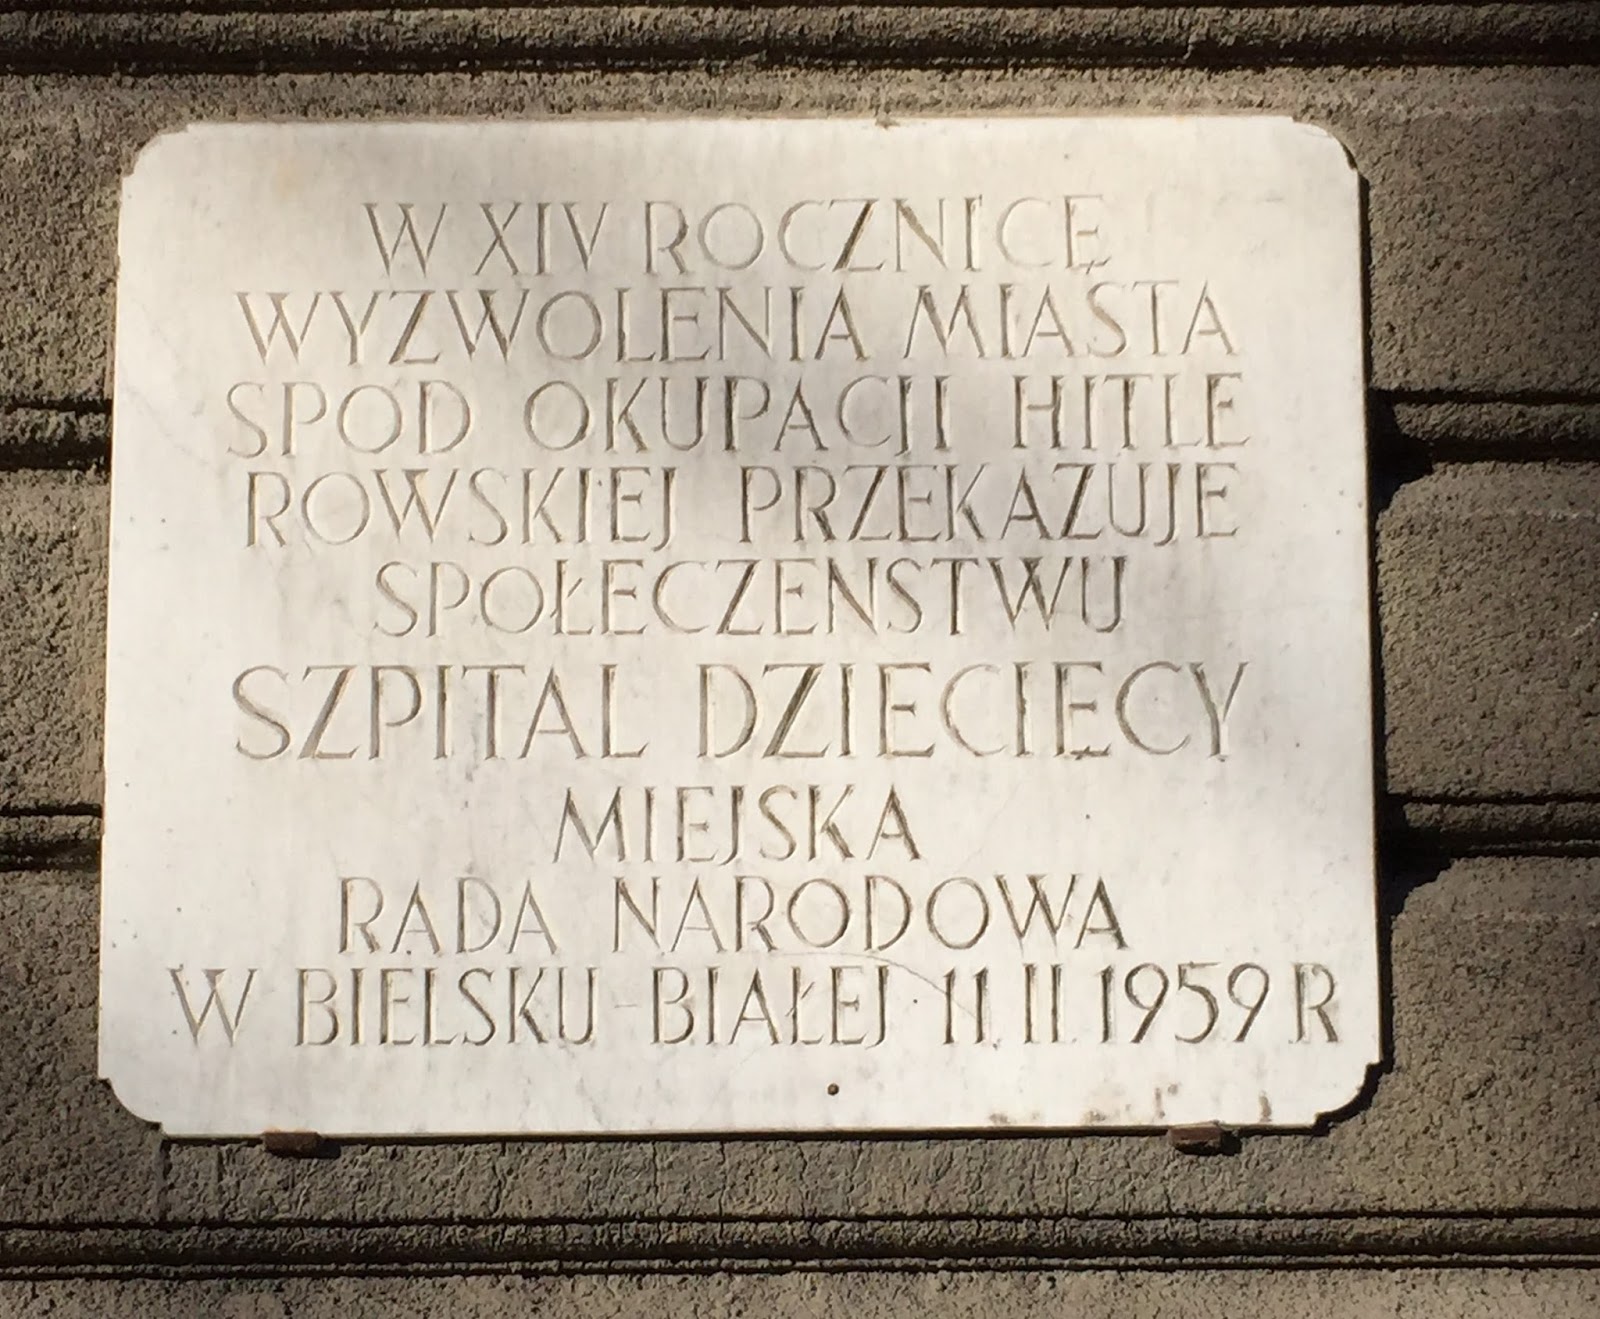 W XIV ROCZNICĘ
WYZWOLENIA MIASTA
SPOD OKUPACJI HITLE
ROWSKIEJ PRZEKAZUJE
SPOŁECZENSTWU
SZPITAL DZIECIĘCY
MIEJSKA
RADA NARODOWA
W BIELSKU-BIAŁEJ 11.II.1959 R